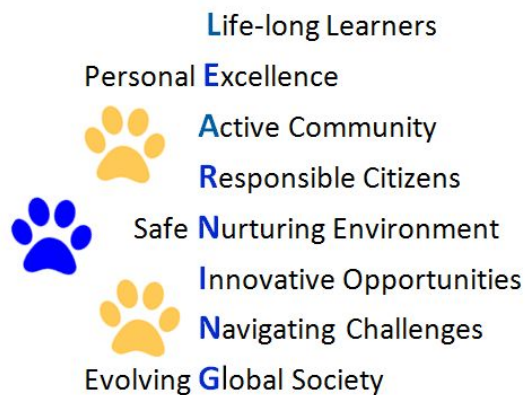 Life-long Learners
Personal Excellence
Active Community
Responsible Citizens
Safe Nurturing Environment
Innovative Opportunities
Navigating Challenges
Evolving Global Society